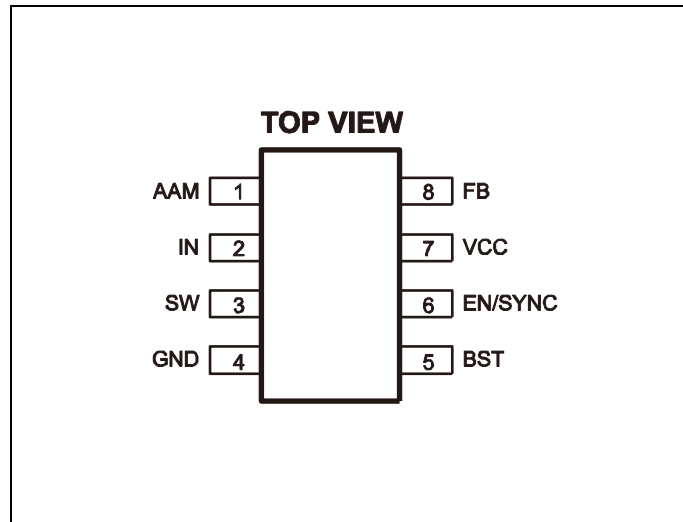 TOP VIEW
AAM 1 8 FB
IN 2 7 VCC
SW 3 6 EN/SYNC
GND 4 5 BST